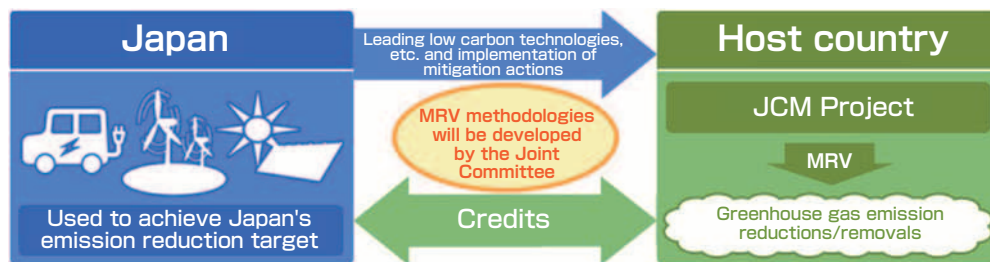 Japan
Leading low carbon technologies,
etc. and implementation of
mitigation actions
Host country
MRV methodologies
will be developed
by the Joint
Committee
JCM Project
MRV
Used to achieve Japan's
emission reduction target
Credits
Greenhouse gas emission
reductions/removals